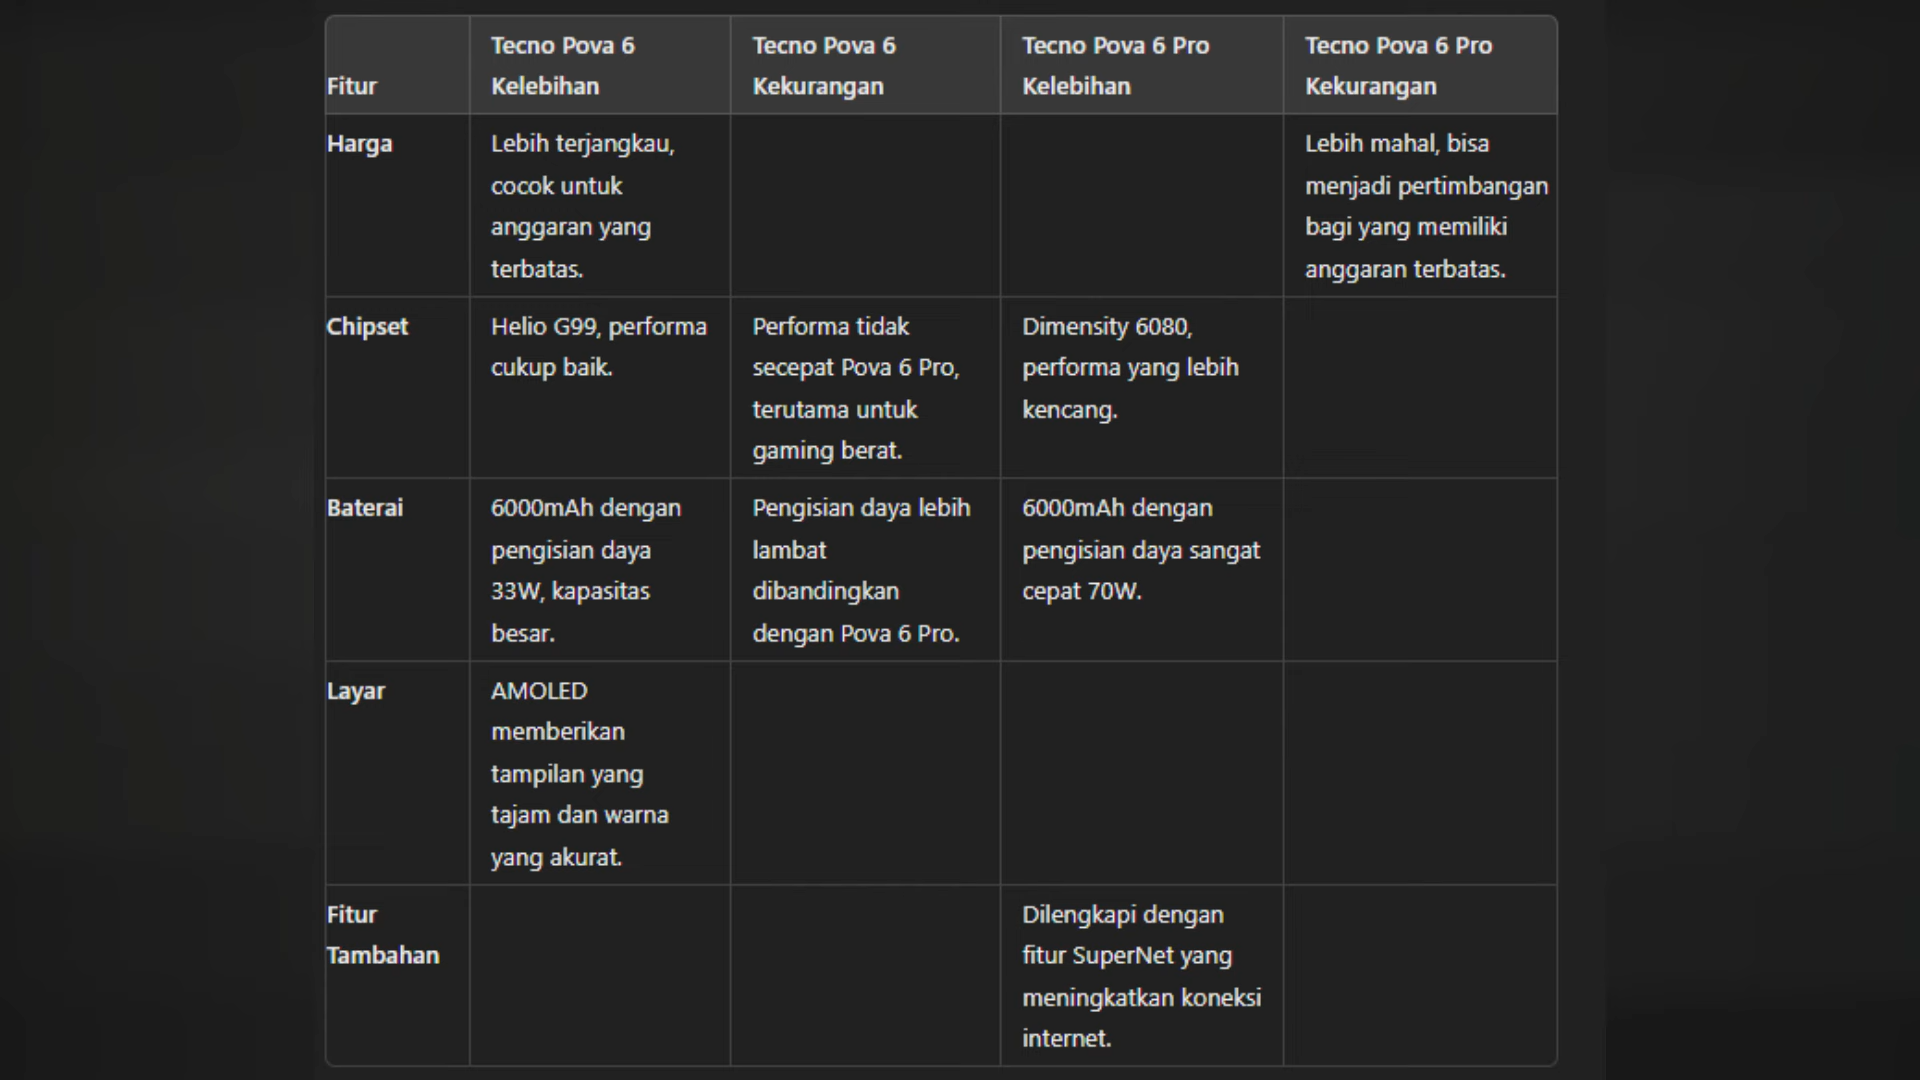 Fitur
Tecno Pova 6
Kelebihan
Tecno Pova 6
Kekurangan
Tecno Pova 6 Pro
Kelebihan
Tecno Pova 6 Pro
Kekurangan
Harga
Lebih terjangkau,
cocok untuk
anggaran yang
terbatas.
Lebih mahal, bisa
menjadi pertimbangan
bagi yang memiliki
anggaran terbatas.
Chipset
Helio G99, performa
cukup baik.
Performa tidak
secepat Pova 6 Pro,
terutama untuk
gaming berat.
Dimensity 6080,
performa yang lebih
kencang.
Baterai
6000mAh dengan
pengisian daya
33W, kapasitas
besar.
Pengisian daya lebih
lambat
dibandingkan
dengan Pova 6 Pro.
6000mAh dengan
pengisian daya sangat
cepat 70W.
Layar
AMOLED
memberikan
tampilan yang
tajam dan warna
yang akurat.
Fitur
Tambahan
Dilengkapi dengan
fitur SuperNet yang
meningkatkan koneksi
internet.